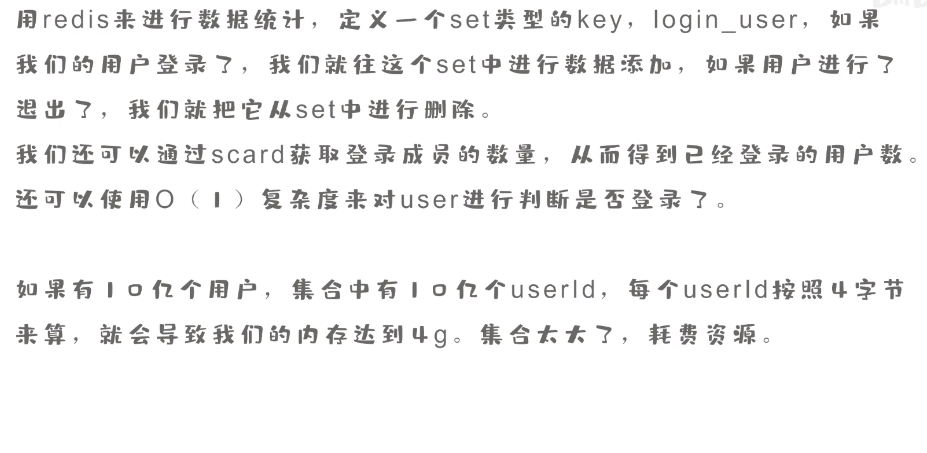 用redis来进行数据统计，定义一个set类型的key，login_user，如果
我们的用户登录了，我们就往这个set中进行数据添加，如果用户进行了
退出了，我们就把它从set中进行删除。
我们还可以通过scard获取登录成员的数量，从而得到已经登录的用户数。
还可以使用O（1）复杂度来对user进行判断是否登录了。
如果有10亿个用户，集合中有10亿个userId，每个userId按照4字节
来算，就会导致我们的内存达到4g。集合太大了，耗费资源。